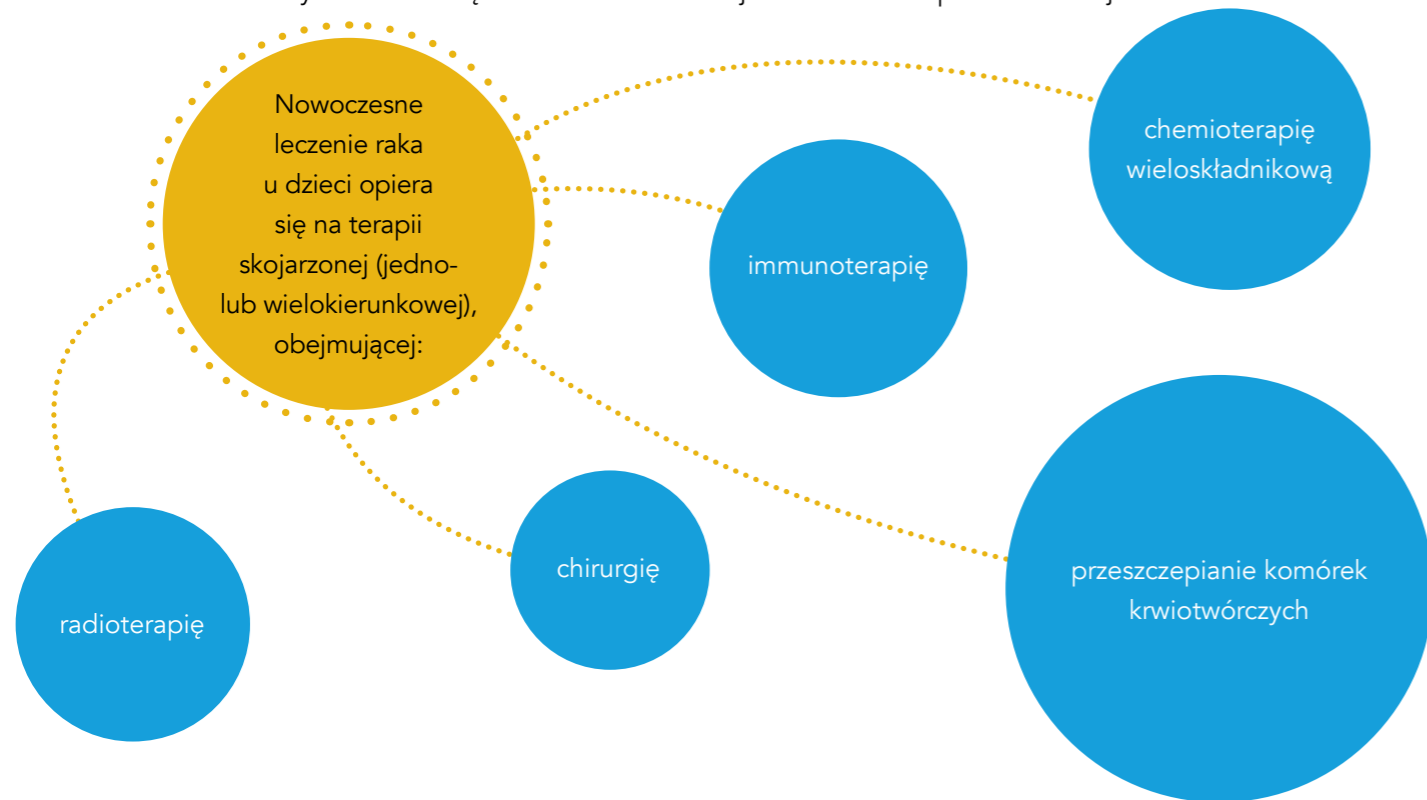 Nowoczesne
leczenie raka
u dzieci opiera
się na terapii
skojarzonej (jedno-
lub wielokierunkowej),
obejmującej:
chemioterapię
wieloskładnikową
immunoterapię
przeszczepianie komórek
krwiotwórczych
chirurgię
radioterapię